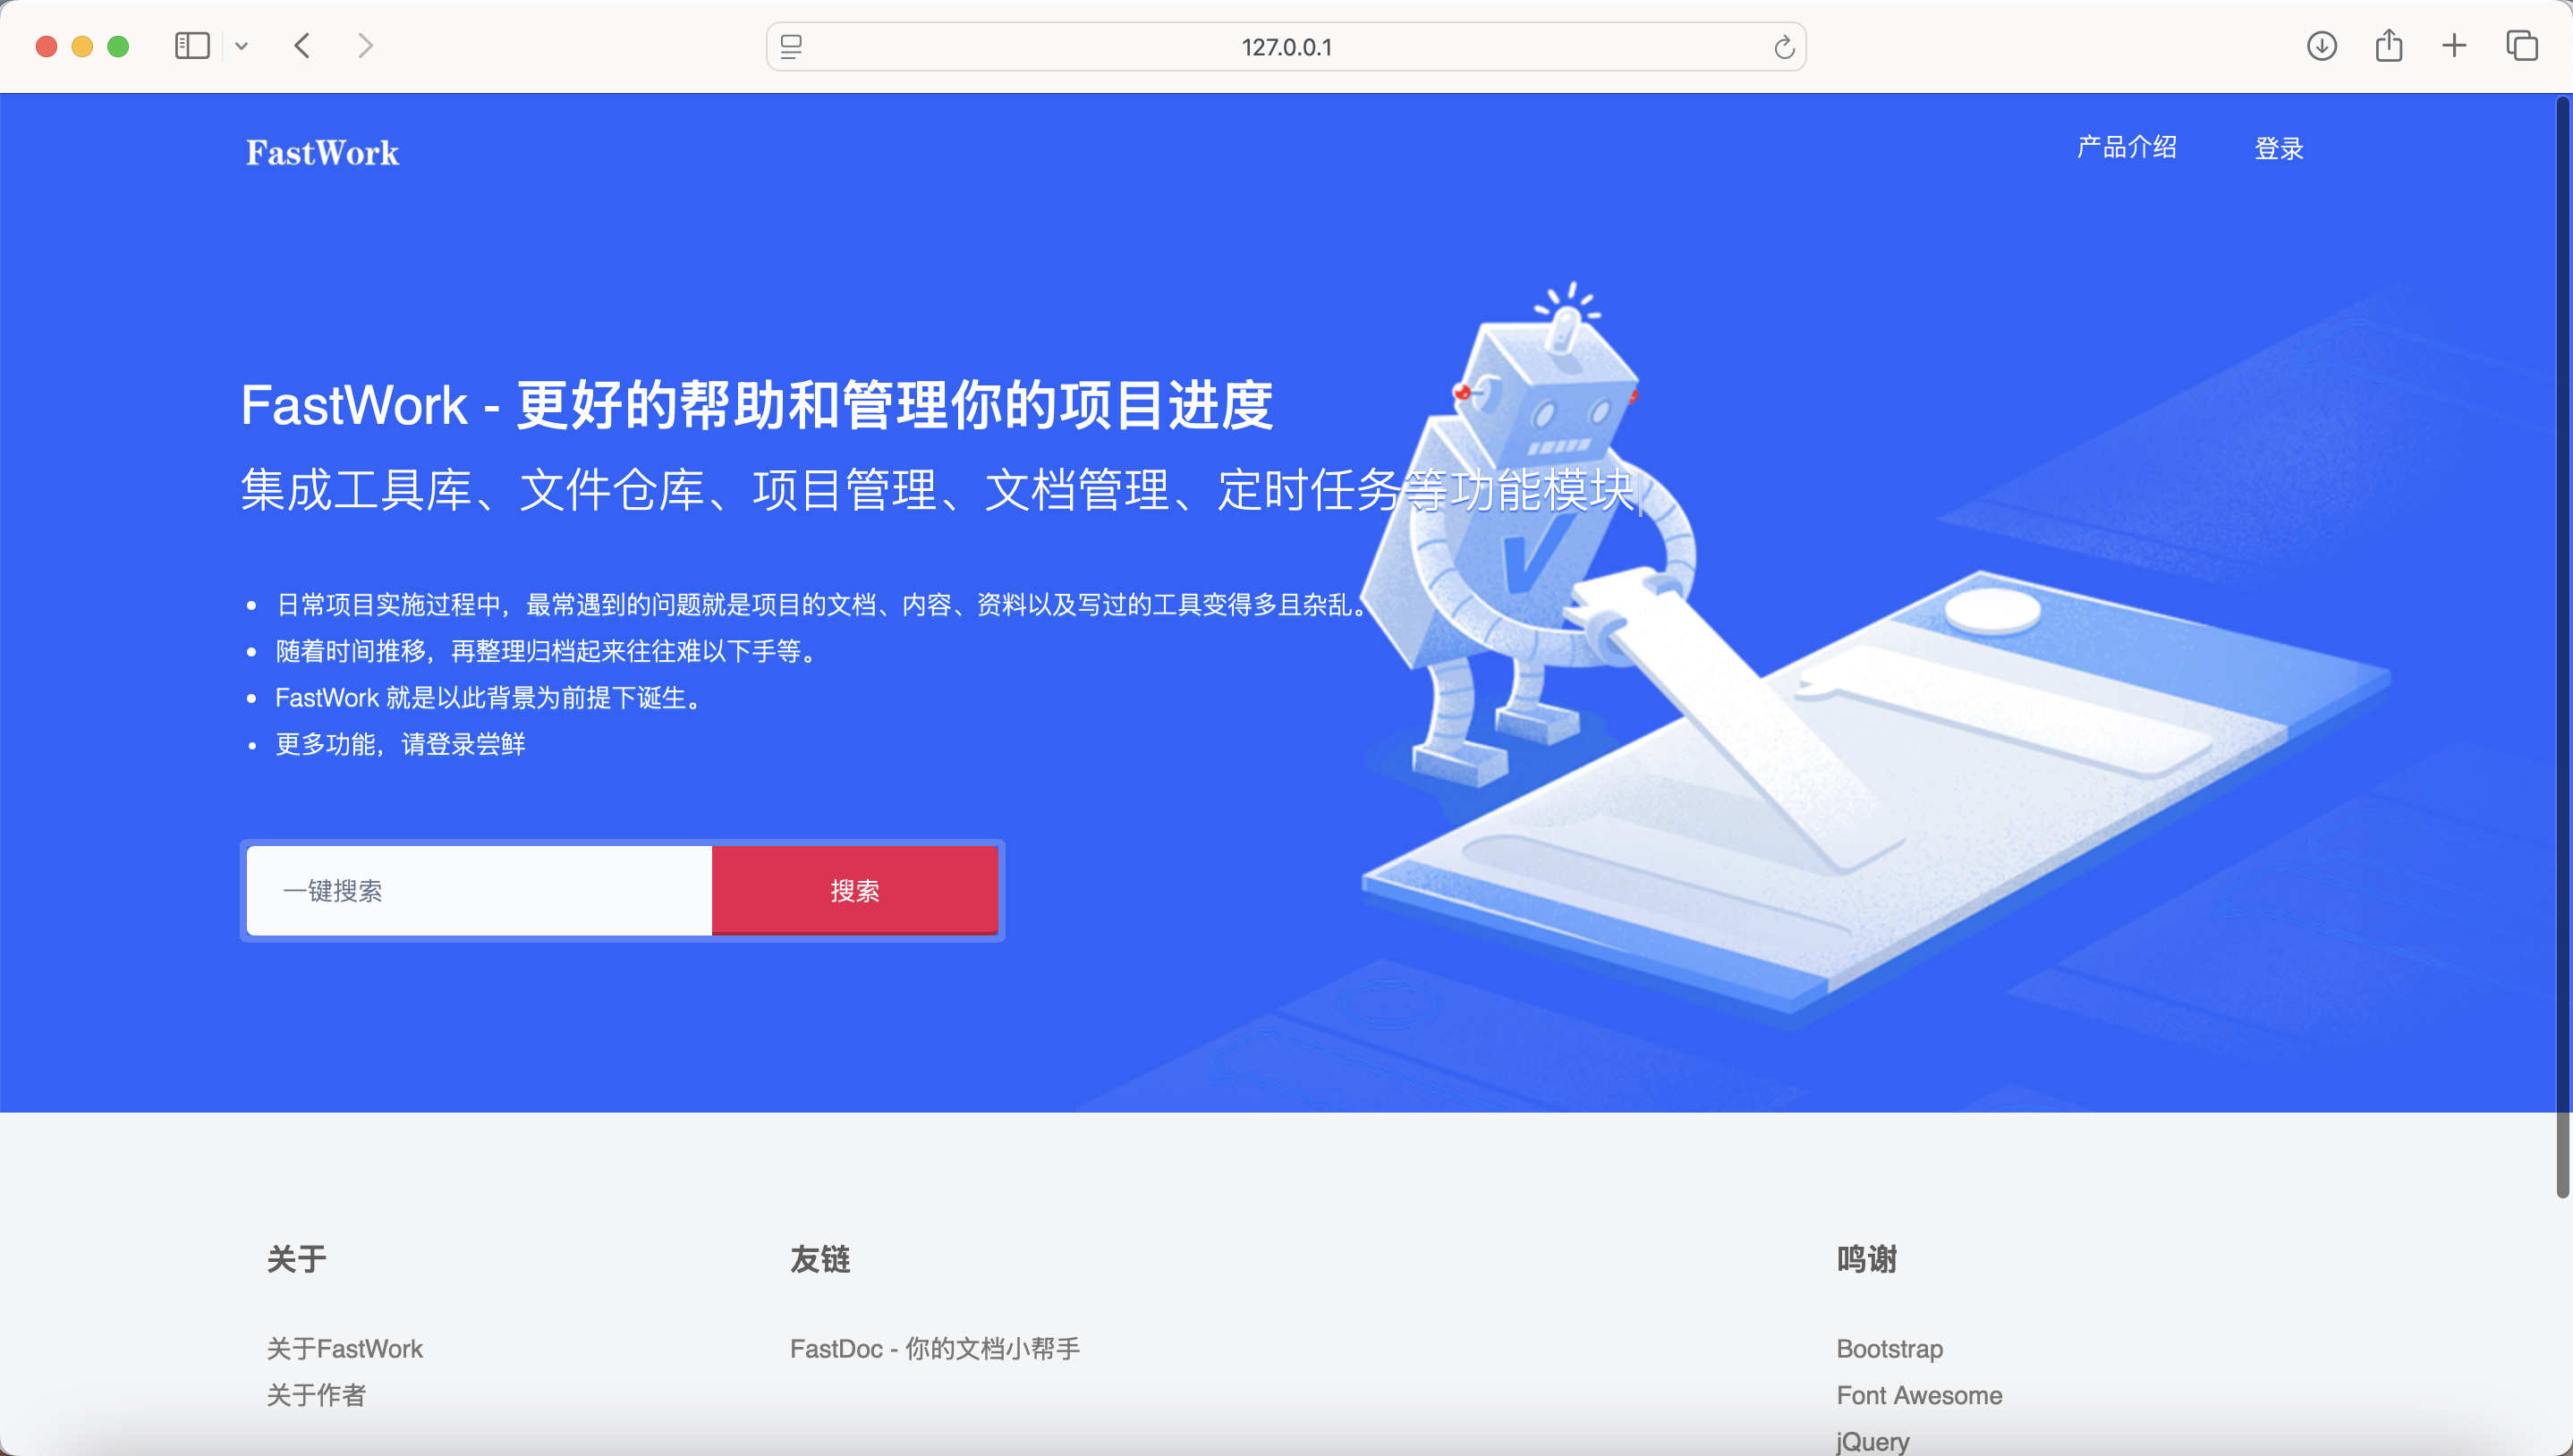 127.0.0.1
FastWork
产品介绍
登录
FastWork - 更好的帮助和管理你的项目进度
集成工具库、文件仓库、项目管理、文档管理、定时任务等功能模块|
日常项目实施过程中，最常遇到的问题就是项目的文档、内容、资料以及写过的工具变得多且杂乱。
随着时间推移，再整理归档起来往往难以下手等。
FastWork 就是以此背景为前提下诞生。
更多功能，请登录尝鲜
一键搜索
搜索
关于
关于FastWork
关于作者
友链
FastDoc - 你的文档小帮手
鸣谢
Bootstrap
Font Awesome
jQuery